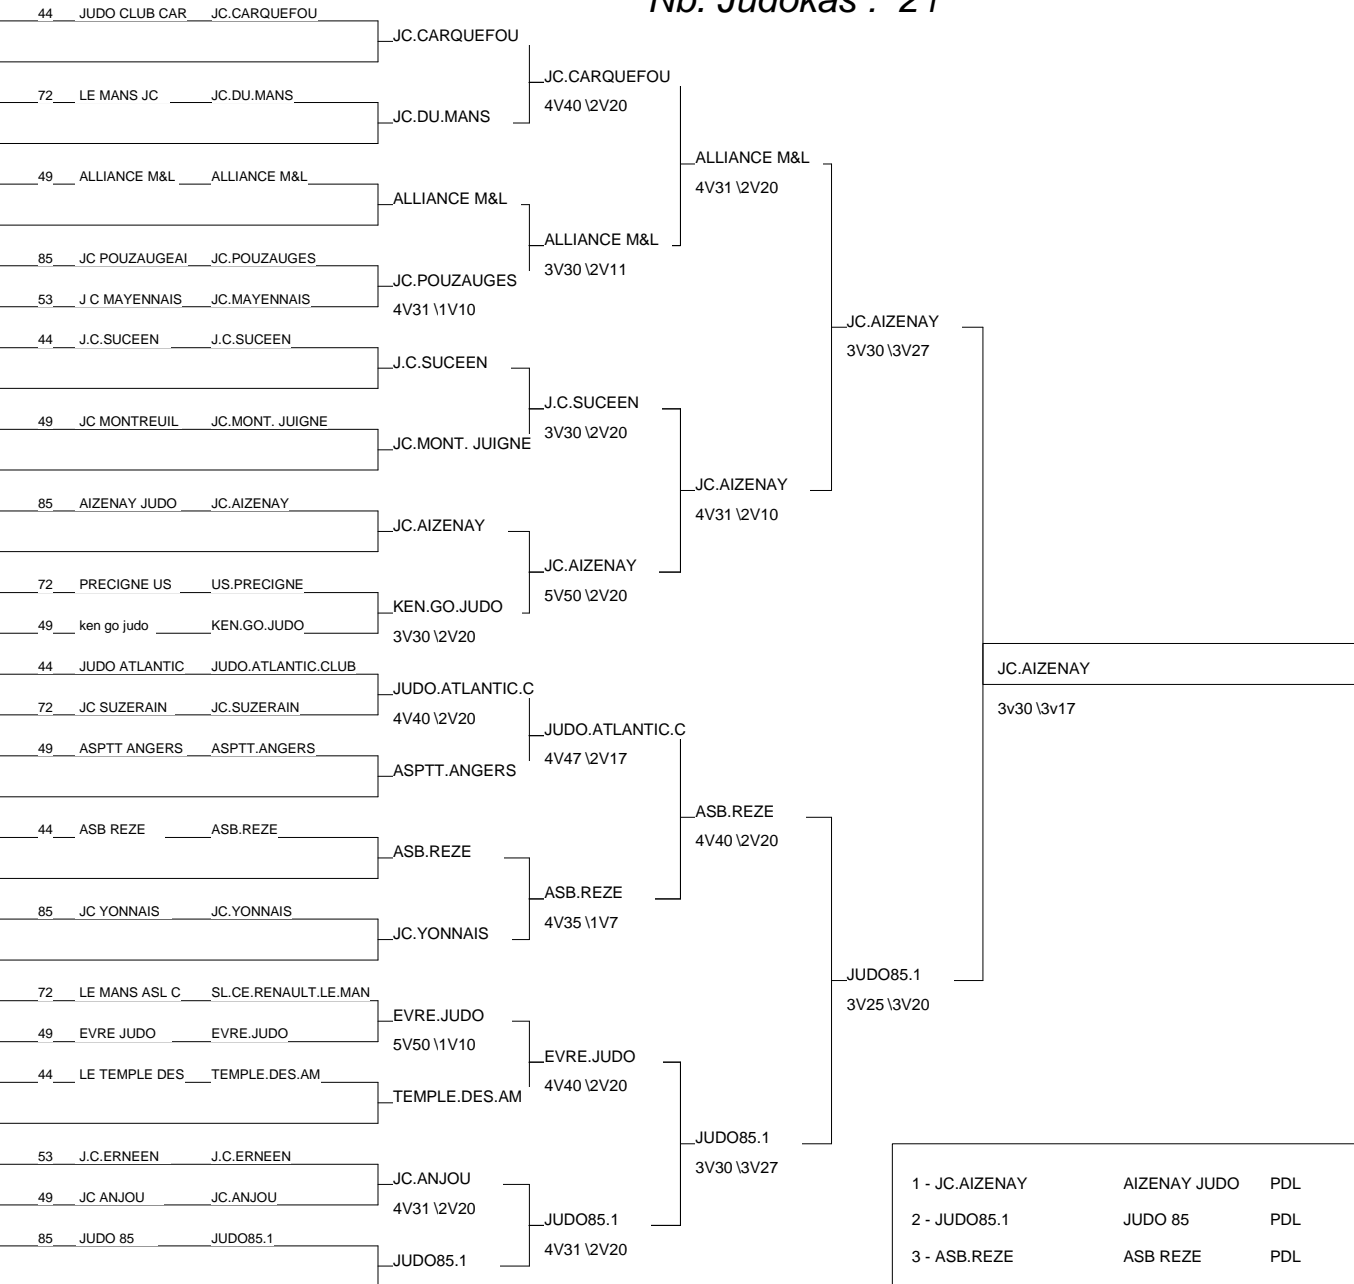 Nb. Judokas : 21
44 JUDO CLUB CAR JC.CARQUEFOU
JC.CARQUEFOU
JC.CARQUEFOU
4V40 \2V20
72 LE MANS JC JC.DU.MANS
JC.DU.MANS
ALLIANCE M&L
4V31 \2V20
49 ALLIANCE M&L ALLIANCE M&L
ALLIANCE M&L
ALLIANCE M&L
3V30 \2V11
85 JC POUZAUGEAI JC.POUZAUGES
JC.POUZAUGES
4V31 \1V10
53 J C MAYENNAIS JC.MAYENNAIS
JC.AIZENAY
3V30 \3V27
44 J.C.SUCEEN J.C.SUCEEN
J.C.SUCEEN
J.C.SUCEEN
3V30 \2V20
49 JC MONTREUIL JC.MONT. JUIGNE
JC.MONT. JUIGNE
JC.AIZENAY
4V31 \2V10
85 AIZENAY JUDO JC.AIZENAY
JC.AIZENAY
JC.AIZENAY
5V50 \2V20
72 PRECIGNE US US.PRECIGNE
KEN.GO.JUDO
3V30 \2V20
49 ken go judo KEN.GO.JUDO
JC.AIZENAY
3v30 \3v17
44 JUDO ATLANTIC JUDO.ATLANTIC.CLUB
JUDO.ATLANTIC.C
4V40 \2V20
72 JC SUZERAIN JC.SUZERAIN
JUDO.ATLANTIC.C
4V47 \2V17
49 ASPTT ANGERS ASPTT.ANGERS
ASPTT.ANGERS
ASB.REZE
4V40 \2V20
44 ASB REZE ASB.REZE
ASB.REZE
ASB.REZE
4V35 \1V7
85 JC YONNAIS JC.YONNAIS
JC.YONNAIS
JUDO85.1
3V25 \3V20
72 LE MANS ASL C SL.CE.RENAULT.LE.MAN
EVRE.JUDO
5V50 \1V10
49 EVRE JUDO EVRE.JUDO
EVRE.JUDO
4V40 \2V20
44 LE TEMPLE DES TEMPLE.DES.AM
TEMPLE.DES.AM
JUDO85.1
3V30 \3V27
53 J.C.ERNEEN J.C.ERNEEN
JC.ANJOU
4V31 \2V20
49 JC ANJOU JC.ANJOU
JUDO85.1
4V31 \2V20
85 JUDO 85 JUDO85.1
JUDO85.1
1 - JC.AIZENAY AIZENAY JUDO PDL
2 - JUDO85.1 JUDO 85 PDL
3 - ASB.REZE ASB REZE PDL